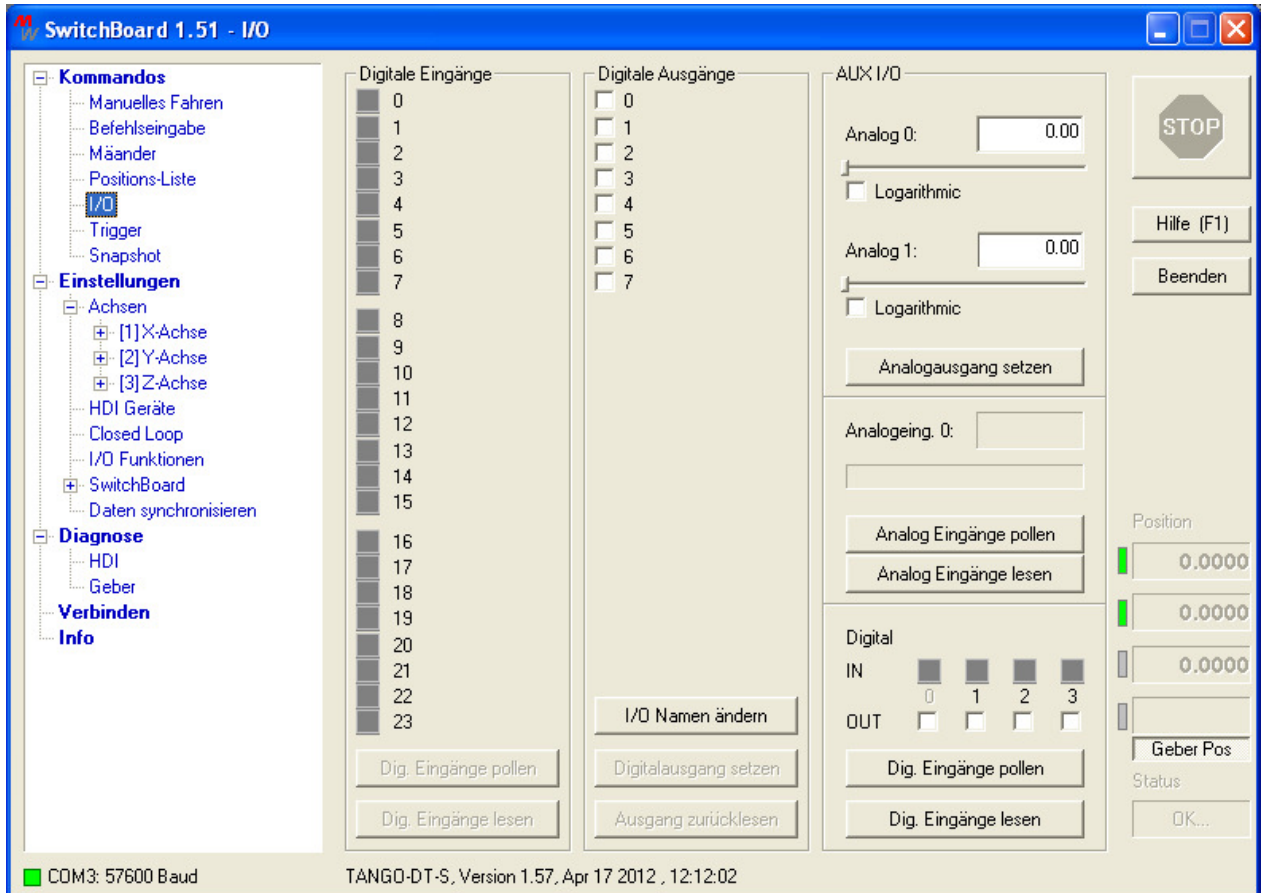 SwitchBoard 1.51 - I/O
Kommandos
Manuelles Fahren
Befehlseingabe
Mäander
Positions-Liste
I/O
Trigger
Snapshot
Einstellungen
Achsen
[1] X-Achse
[2] Y-Achse
[3] Z-Achse
HDI Geräte
Closed Loop
I/O Funktionen
SwitchBoard
Daten synchronisieren
Diagnose
HDI
Geber
Verbinden
Info
Digitale Eingänge
0
1
2
3
4
5
6
7
8
9
10
11
12
13
14
15
16
17
18
19
20
21
22
23
Dig. Eingänge pollen
Dig. Eingänge lesen
Digitale Ausgänge
0
1
2
3
4
5
6
7
I/O Namen ändern
Digitalausgang setzen
Ausgang zurücklesen
AUX I/O
Analog 0: 0.00
Logarithmic
Analog 1: 0.00
Logarithmic
Analogausgang setzen
Analogeing. 0:
Analog Eingänge pollen
Analog Eingänge lesen
Digital
IN
0 1 2 3
OUT
Dig. Eingänge pollen
Dig. Eingänge lesen
STOP
Hilfe (F1)
Beenden
Position
0.0000
0.0000
0.0000
Geber Pos
Status
OK...
COM3: 57600 Baud
TANGO-DT-S, Version 1.57, Apr 17 2012 , 12:12:02